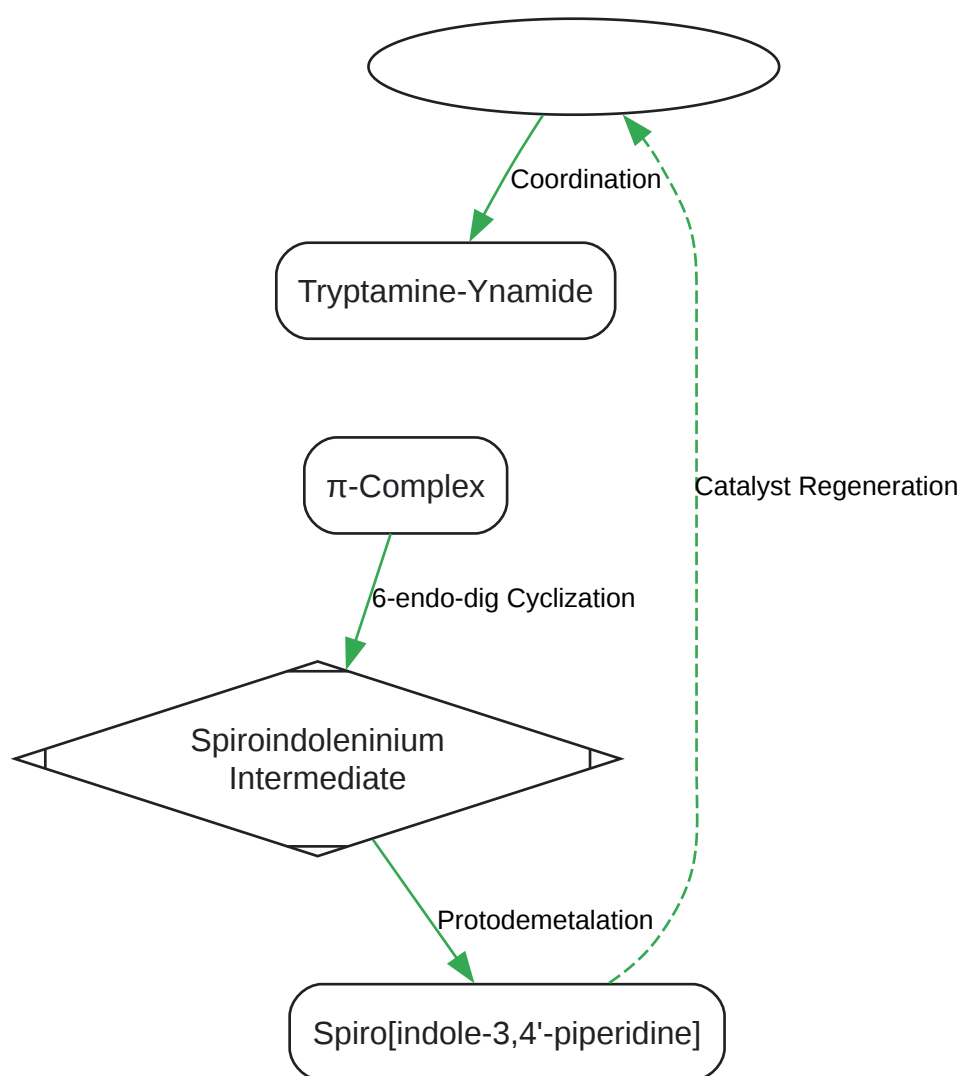 Coordination
Tryptamine-Ynamide
π-Complex
Catalyst Regeneration
6-endo-dig Cyclization
Spiroindoleninium
Intermediate
Protodemetalation
Spiro[indole-3,4'-piperidine]